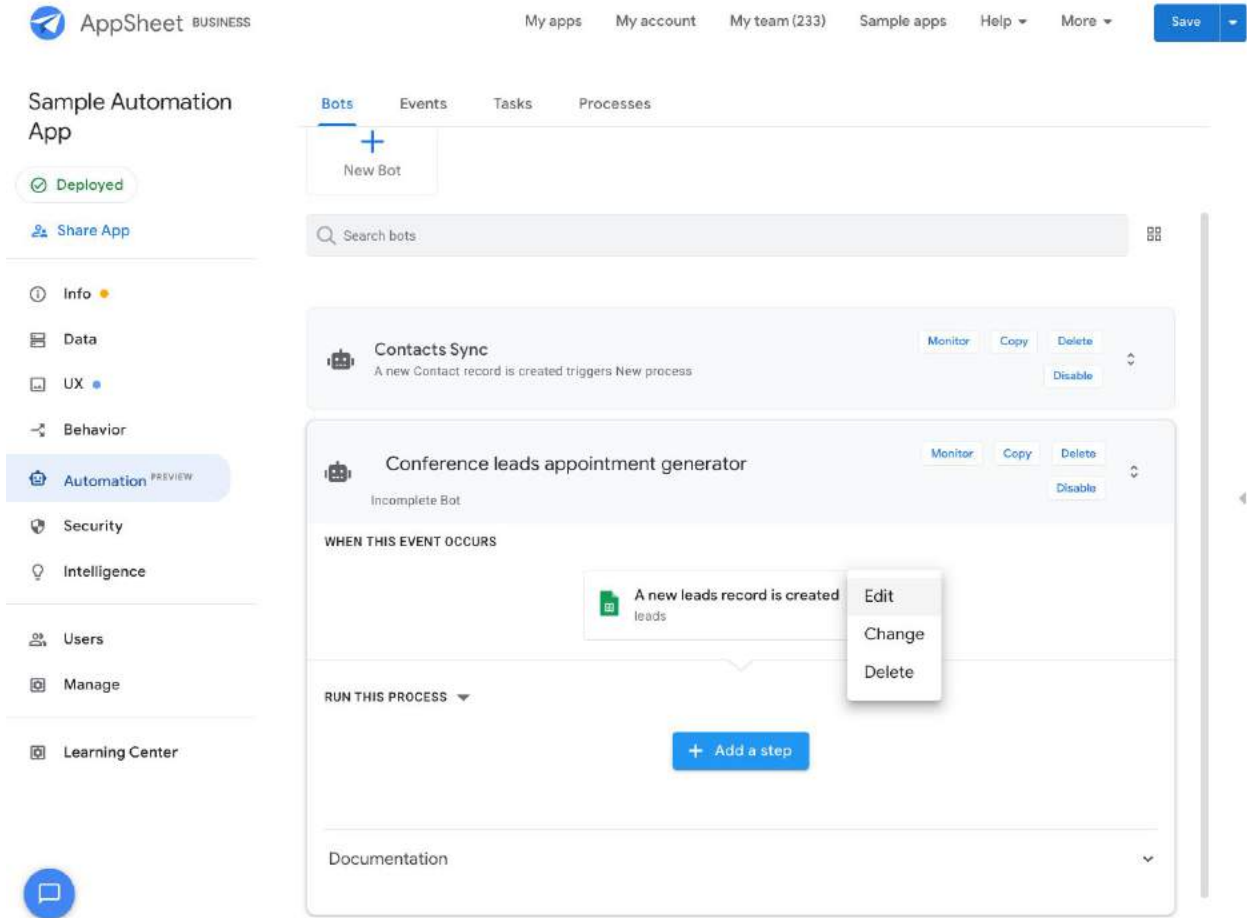 AppSheet BUSINESS
My apps My account My team (233) Sample apps Help More Save
Sample Automation
App
Deployed
Share App
Info
Data
UX
Behavior
Automation PREVIEW
Security
Intelligence
Users
Manage
Learning Center
Bots Events Tasks Processes
New Bot
Search bots
Contacts Sync
A new Contact record is created triggers New process
Monitor Copy Delete
Disable
Conference leads appointment generator
Incomplete Bot
Monitor Copy Delete
Disable
WHEN THIS EVENT OCCURS
A new leads record is created
leads
Edit
Change
Delete
RUN THIS PROCESS
+ Add a step
Documentation